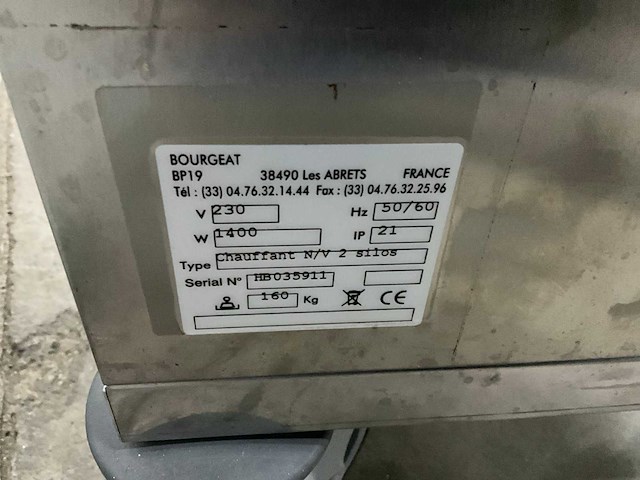 BOURGEAT
BP19 38490 Les ABRETS FRANCE
Tél : (33) 04.76.32.14.44 Fax : (33) 04.76.32.25.96
V 230 Hz 50/60
W 1400 IP 21
Type Chauffant N/V 2 silos
Serial N° HB035911
160 Kg CE